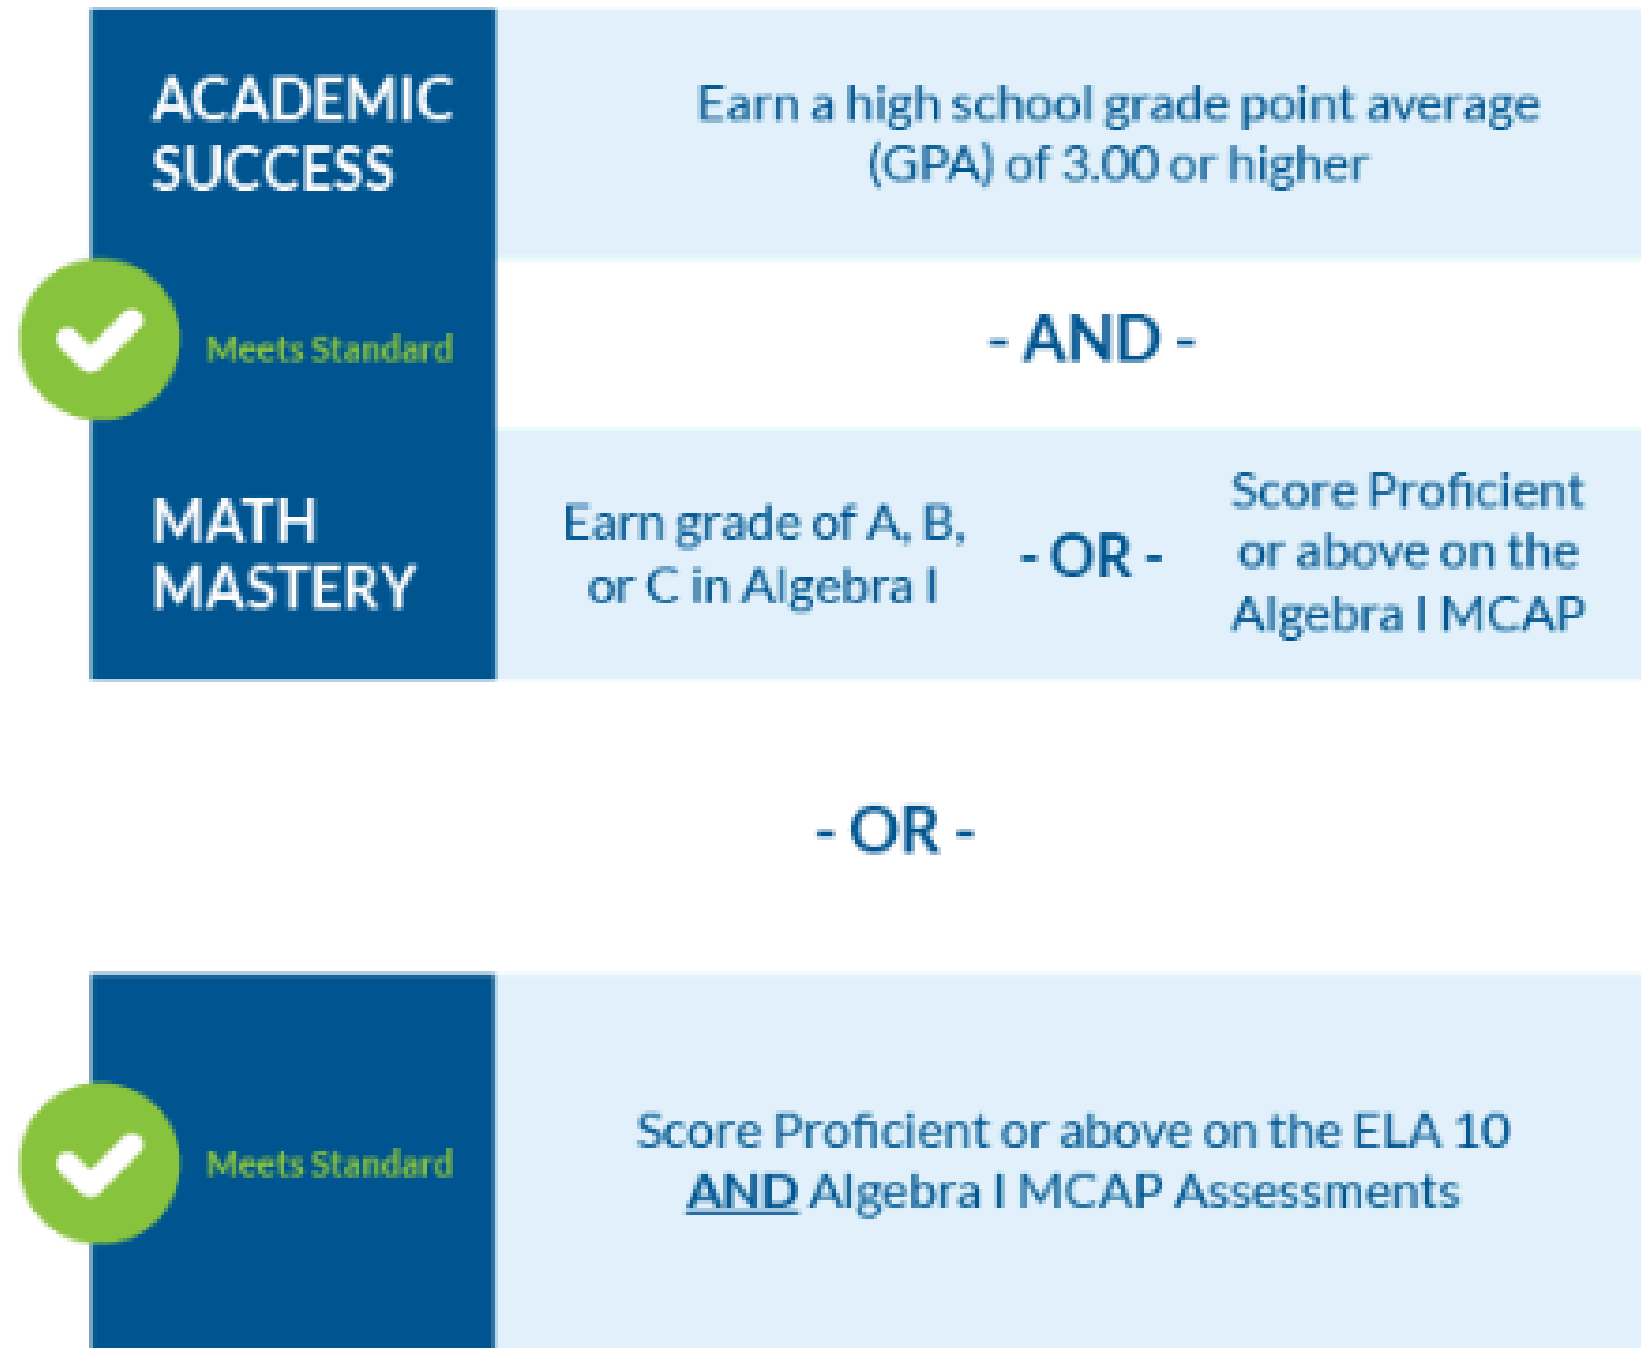 ACADEMIC
SUCCESS
Earn a high school grade point average
(GPA) of 3.00 or higher
Meets Standard
- AND -
MATH
MASTERY
Earn grade of A, B,
or C in Algebra I
- OR -
Score Proficient
or above on the
Algebra I MCAP
- OR -
Meets Standard
Score Proficient or above on the ELA 10
AND Algebra I MCAP Assessments